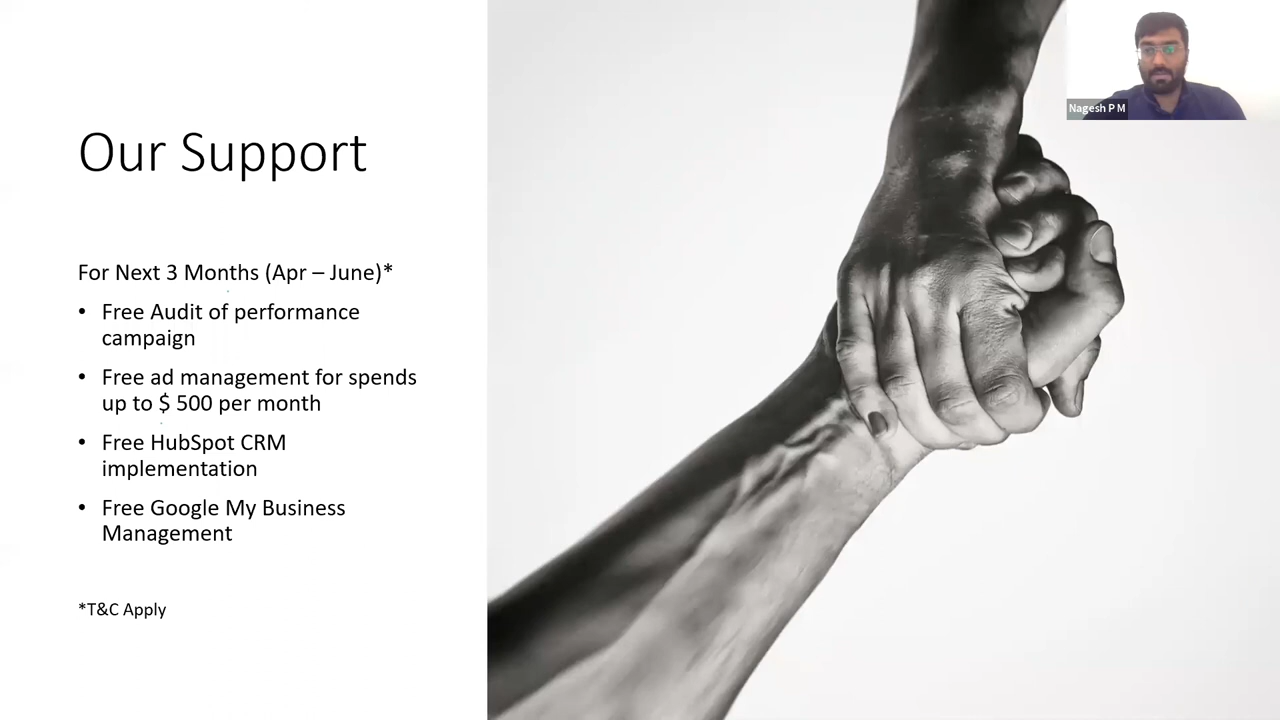 Our Support
For Next 3 Months (Apr – June)*
• Free Audit of performance
campaign
• Free ad management for spends
up to $ 500 per month
• Free HubSpot CRM
implementation
• Free Google My Business
Management
*T&C Apply
Nagesh P M